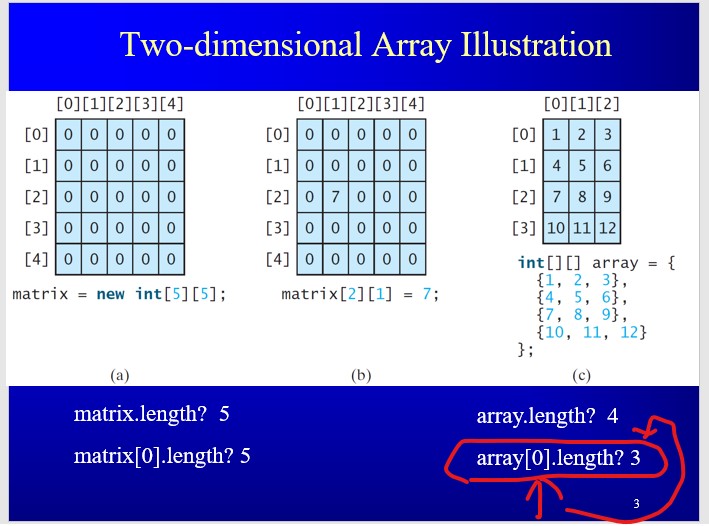 Two-dimensional Array Illustration
[0][1][2][3][4]
[0] 0 0 0 0 0
[1] 0 0 0 0 0
[2] 0 0 0 0 0
[3] 0 0 0 0 0
[4] 0 0 0 0 0
matrix = new int[5][5];
(a)
[0][1][2][3][4]
[0] 0 0 0 0 0
[1] 0 0 0 0 0
[2] 0 7 0 0 0
[3] 0 0 0 0 0
[4] 0 0 0 0 0
matrix[2][1] = 7;
(b)
[0][1][2]
[0] 1 2 3
[1] 4 5 6
[2] 7 8 9
[3] 10 11 12
int[][] array = {
{1, 2, 3},
{4, 5, 6},
{7, 8, 9},
{10, 11, 12}
};
(c)
matrix.length? 5
matrix[0].length? 5
array.length? 4
array[0].length? 3
3